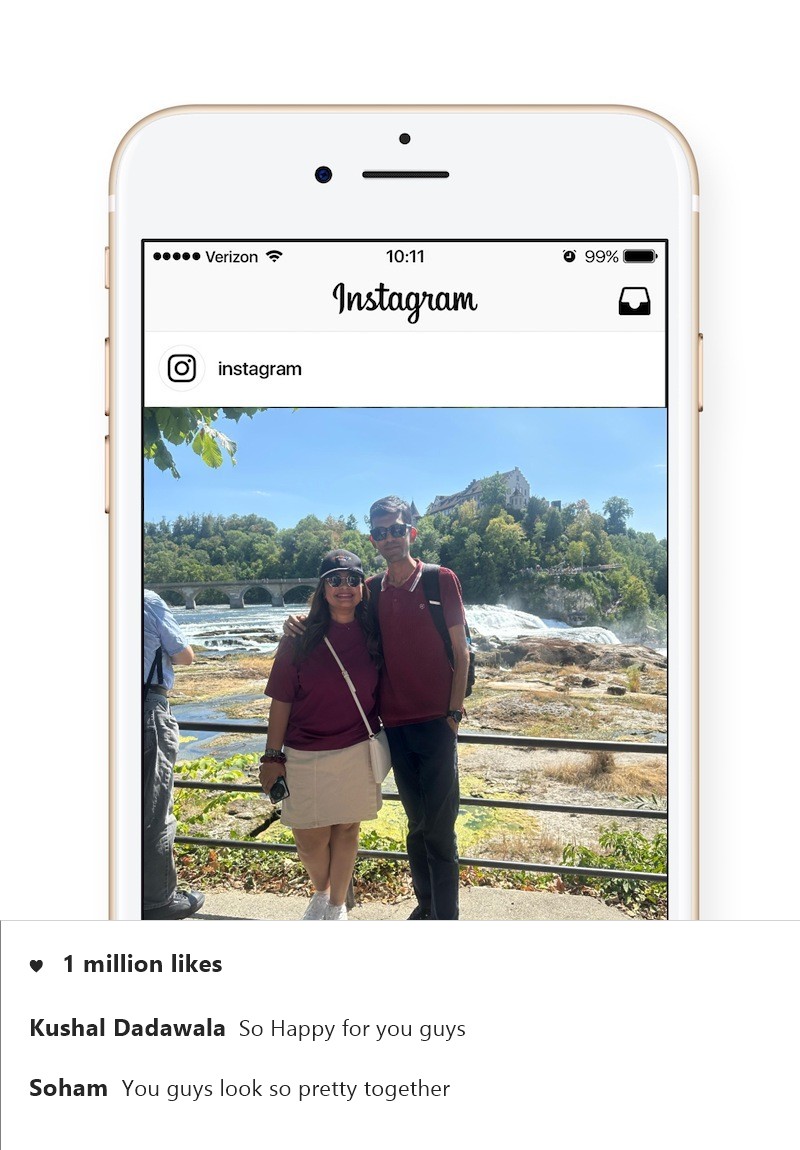 ●●●●● Verizon 10:11 99%
Instagram
instagram
1 million likes
Kushal Dadawala So Happy for you guys
Soham You guys look so pretty together